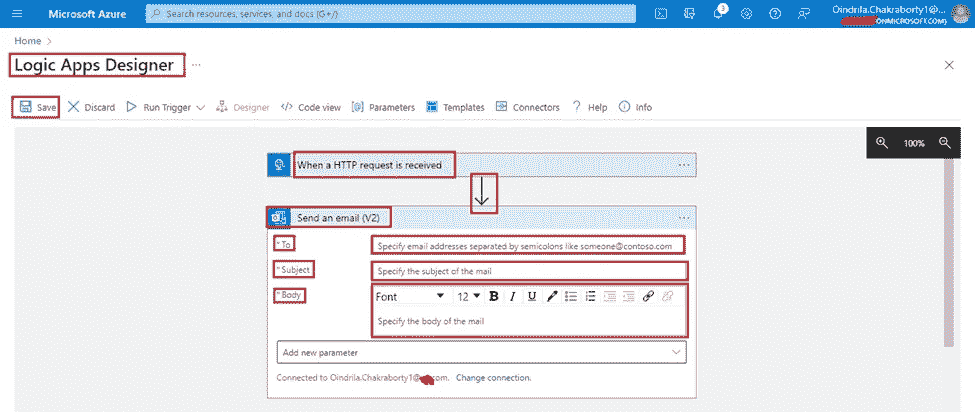 Microsoft Azure
Search resources, services, and docs (G+/)
3
Oindrila.Chakraborty1@...
ONMICROSOFT.COM)
Home >
Logic Apps Designer ...
Save
Discard
Run Trigger
Designer
Code view
Parameters
Templates
Connectors
Help
Info
100%
When a HTTP request is received
...
Send an email (V2)
...
* To
Specify email addresses separated by semicolons like someone@contoso.com
* Subject
Specify the subject of the mail
* Body
Font 12 B I U
Specify the body of the mail
Add new parameter
Connected to Oindrila.Chakraborty1@ .com. Change connection.